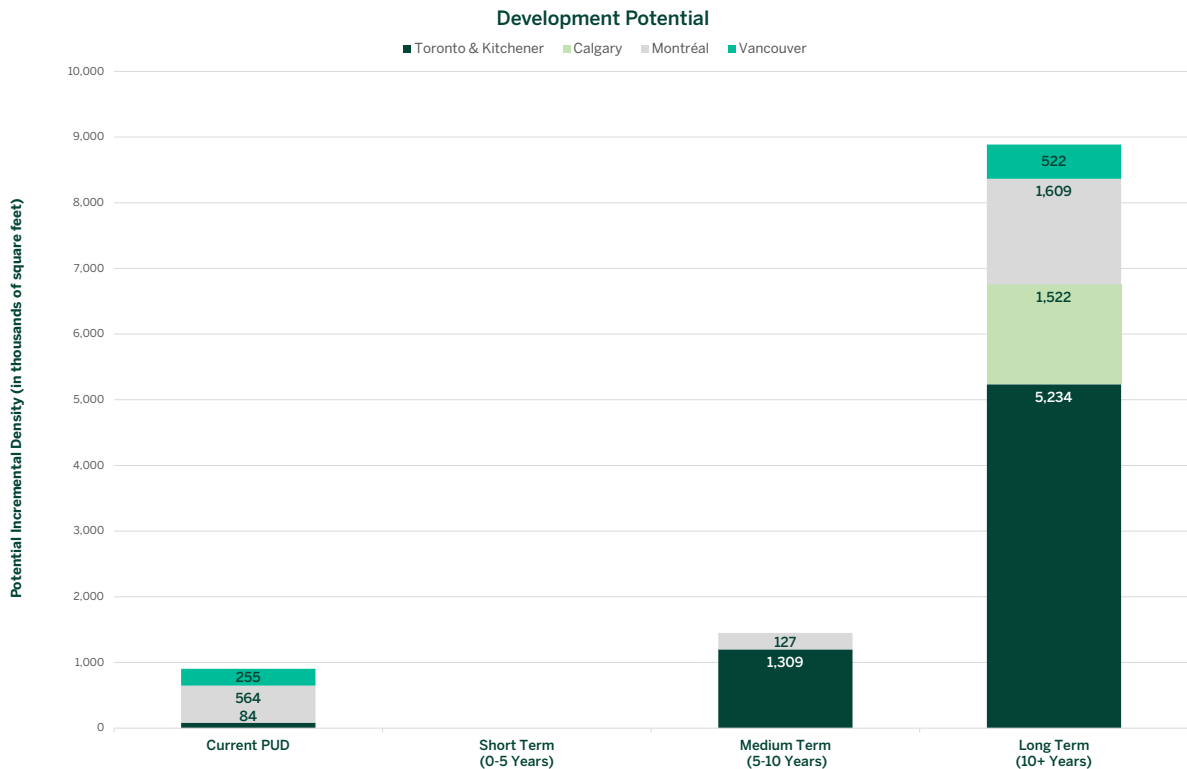 Development Potential
Toronto & Kitchener Calgary Montréal Vancouver
Potential Incremental Density (in thousands of square feet)
10,000
9,000
8,000
7,000
6,000
5,000
4,000
3,000
2,000
1,000
0
255
564
84
127
1,309
522
1,609
1,522
5,234
Current PUD
Short Term
(0-5 Years)
Medium Term
(5-10 Years)
Long Term
(10+ Years)